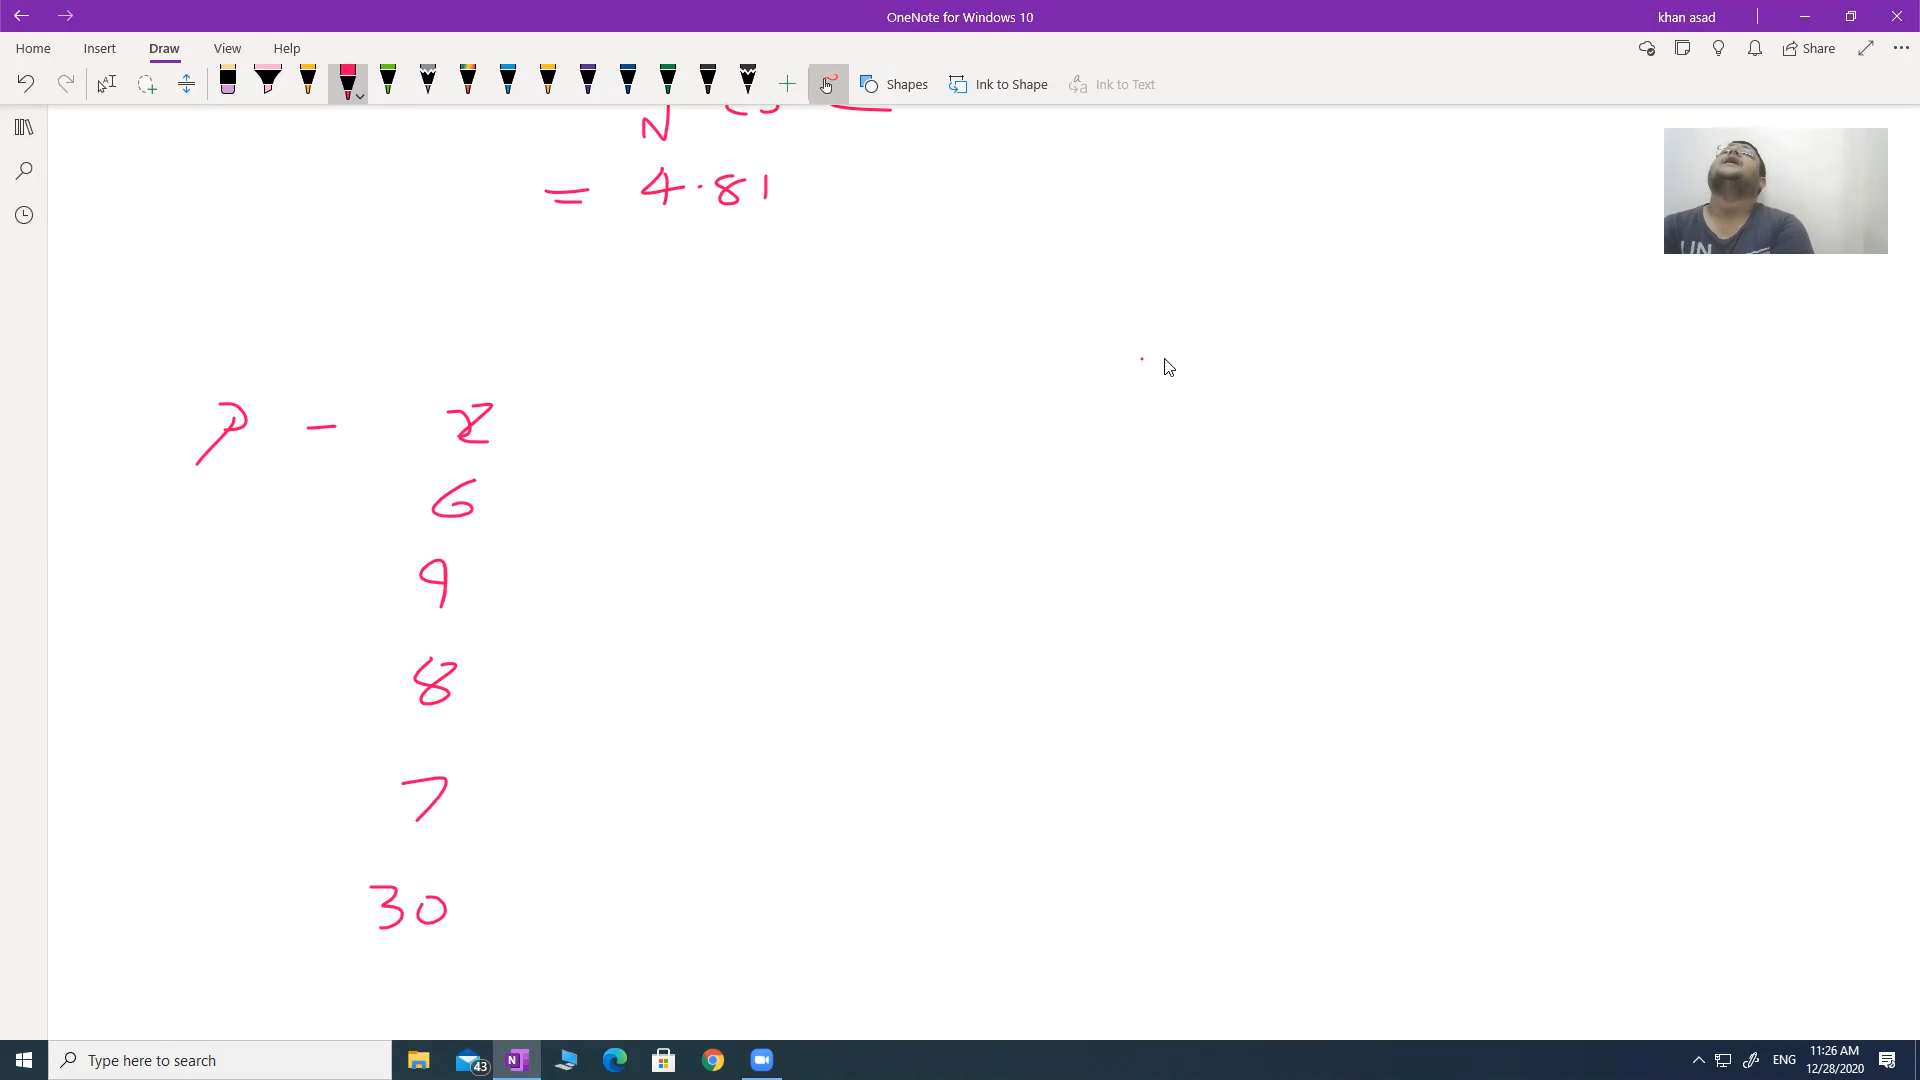 OneNote for Windows 10
khan asad
Home Insert Draw View Help
Share
Shapes Ink to Shape Ink to Text
N
= 4.81
P - 2
6
9
8
7
30
UN
Type here to search
43
N
ENG
11:26 AM
12/28/2020